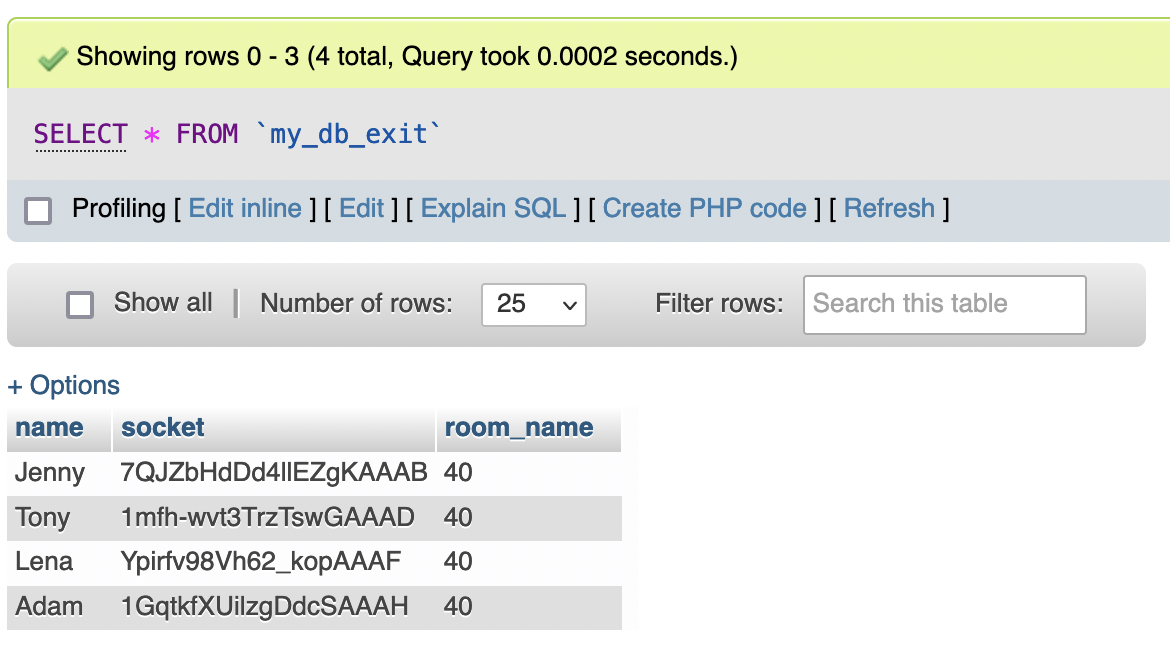 Showing rows 0 - 3 (4 total, Query took 0.0002 seconds.)
SELECT * FROM `my_db_exit`
Profiling [ Edit inline ] [ Edit ] [ Explain SQL ] [ Create PHP code ] [ Refresh ]
Show all | Number of rows: 25 Filter rows: Search this table
+ Options
name socket room_name
Jenny 7QJZbHdDd4llEZgKAAAB 40
Tony 1mfh-wvt3TrzTswGAAAD 40
Lena Ypirfv98Vh62_kopAAAF 40
Adam 1GqtkfXUilzgDdcSAAAH 40